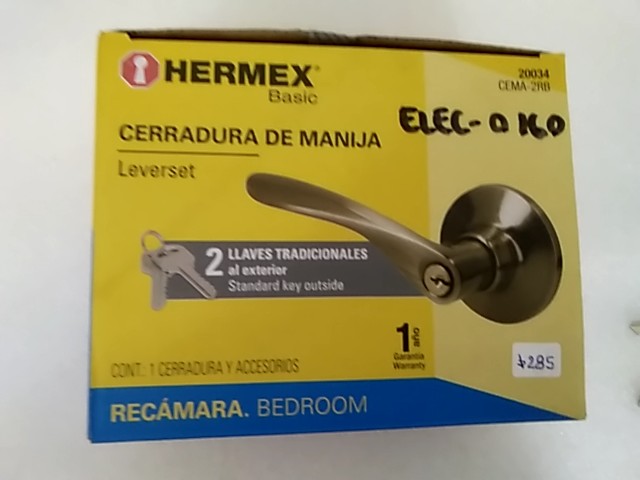 HERMEX®
Basic
20034
CEMA-2RB
ELEC-0160
CERRADURA DE MANIJA
Leverset
2 LLAVES TRADICIONALES
al exterior
Standard key outside
1 año
Garantía
Warranty
CONT.: 1 CERRADURA Y ACCESORIOS
$285
RECÁMARA. BEDROOM